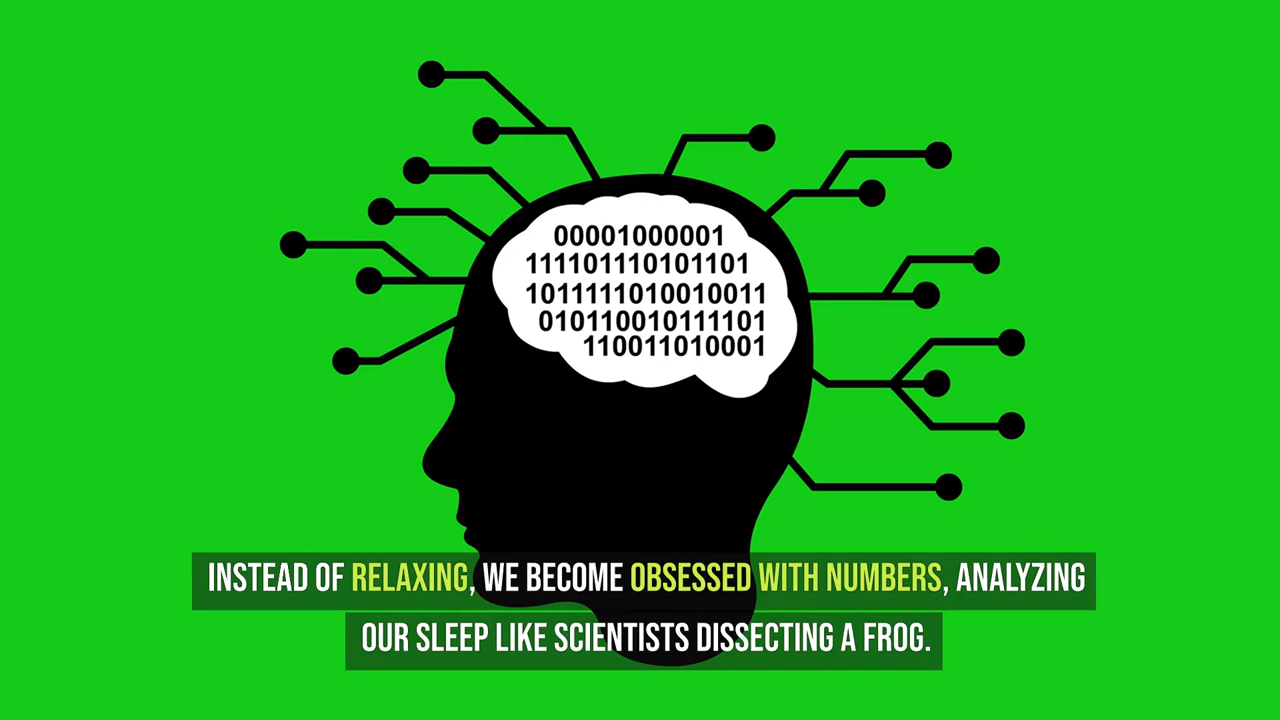 00001000001
111101110101101
1011111010010011
010110010111101
110011010001
INSTEAD OF RELAXING, WE BECOME OBSESSED WITH NUMBERS, ANALYZING
OUR SLEEP LIKE SCIENTISTS DISSECTING A FROG.